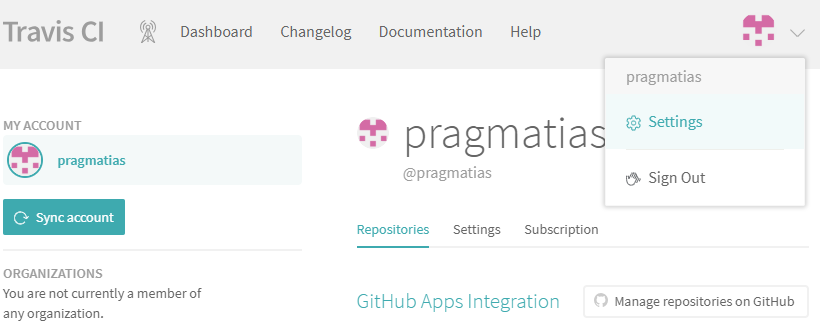 Travis CI
Dashboard
Changelog
Documentation
Help
pragmatias
Settings
Sign Out
MY ACCOUNT
pragmatias
Sync account
ORGANIZATIONS
You are not currently a member of
any organization.
pragmatias
@pragmatias
Repositories
Settings
Subscription
GitHub Apps Integration
Manage repositories on GitHub